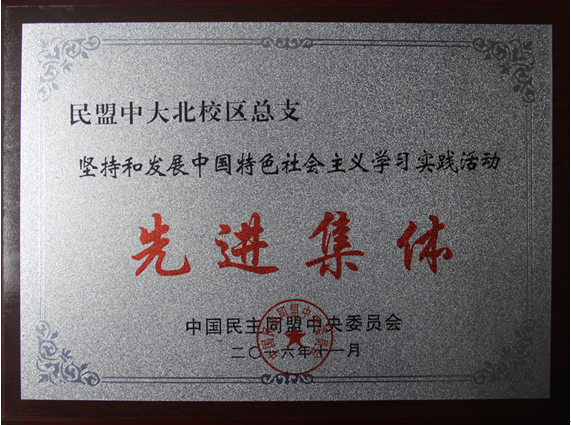 民盟中大北校区总支
坚持和发展中国特色社会主义学习实践活动
先进集体
中国民主同盟中央委员会
二〇一六年十一月